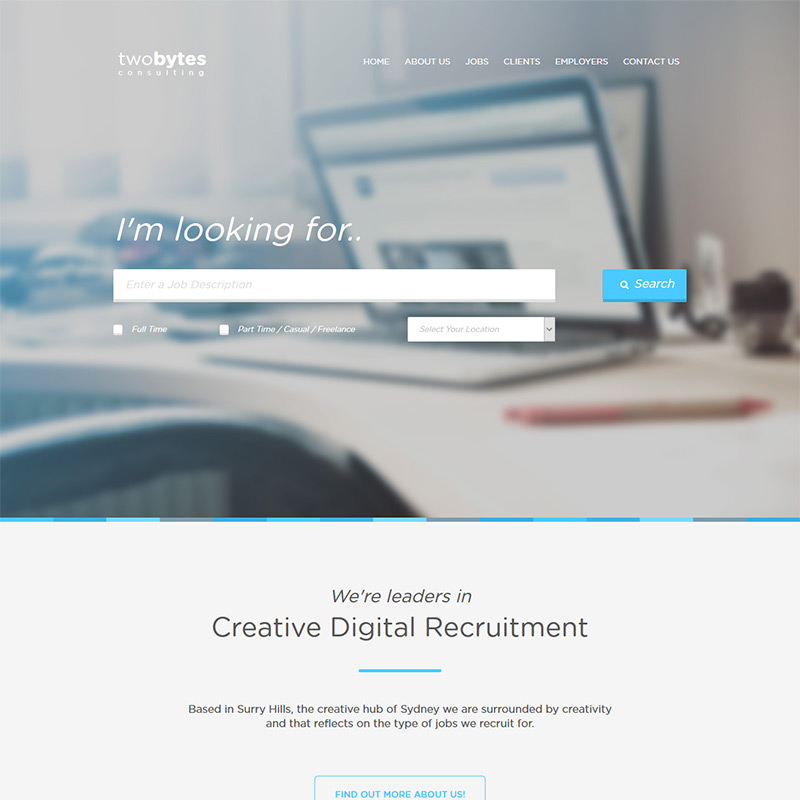 twobytes
consulting
HOME ABOUT US JOBS CLIENTS EMPLOYERS CONTACT US
I'm looking for..
Enter a Job Description
Search
Full Time
Part Time / Casual / Freelance
Select Your Location
We're leaders in
Creative Digital Recruitment
Based in Surry Hills, the creative hub of Sydney we are surrounded by creativity
and that reflects on the type of jobs we recruit for.
FIND OUT MORE ABOUT US!